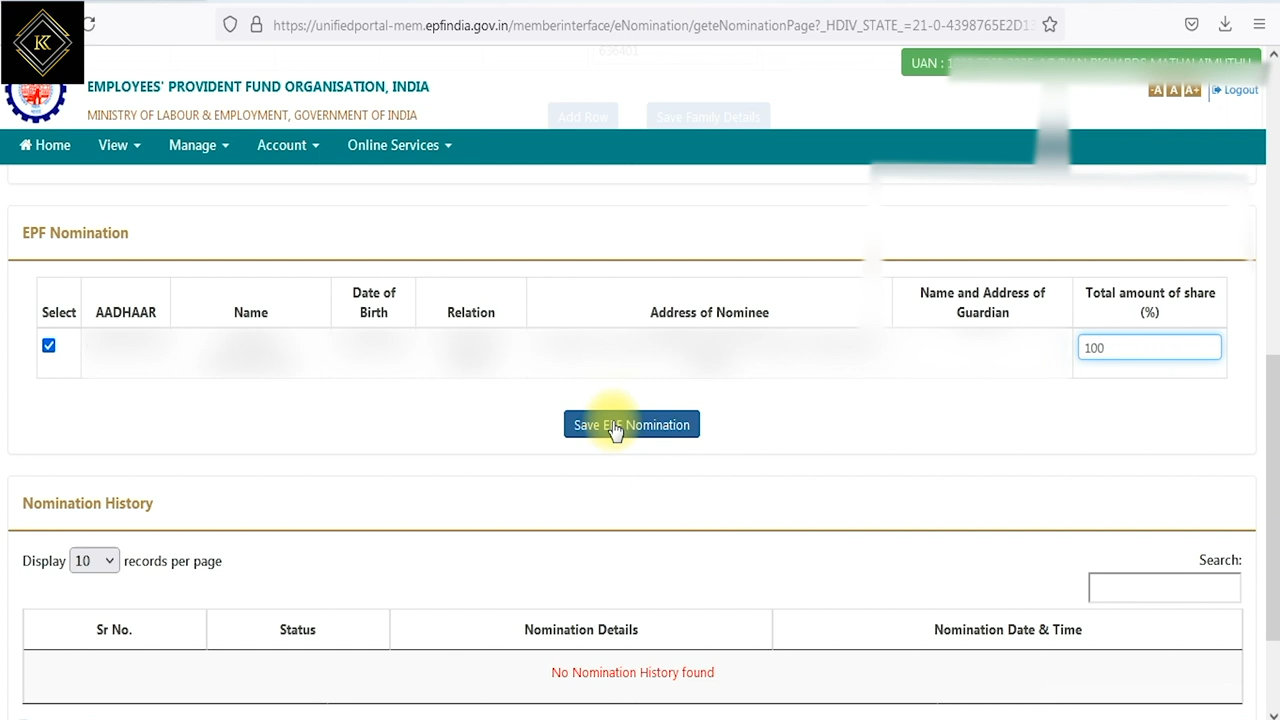 https://unifiedportal-mem.epfindia.gov.in/memberinterface/eNomination/geteNominationPage?_HDIV_STATE_=21-0-4398765E2D13
636401
UAN :
EMPLOYEES' PROVIDENT FUND ORGANISATION, INDIA
-A A A+ Logout
MINISTRY OF LABOUR & EMPLOYMENT, GOVERNMENT OF INDIA
Add Row Save Family Details
Home View Manage Account Online Services
EPF Nomination
Select AADHAAR Name Date of Birth Relation Address of Nominee Name and Address of Guardian Total amount of share (%)
100
Save EPF Nomination
Nomination History
Display 10 records per page
Search:
Sr No. Status Nomination Details Nomination Date & Time
No Nomination History found